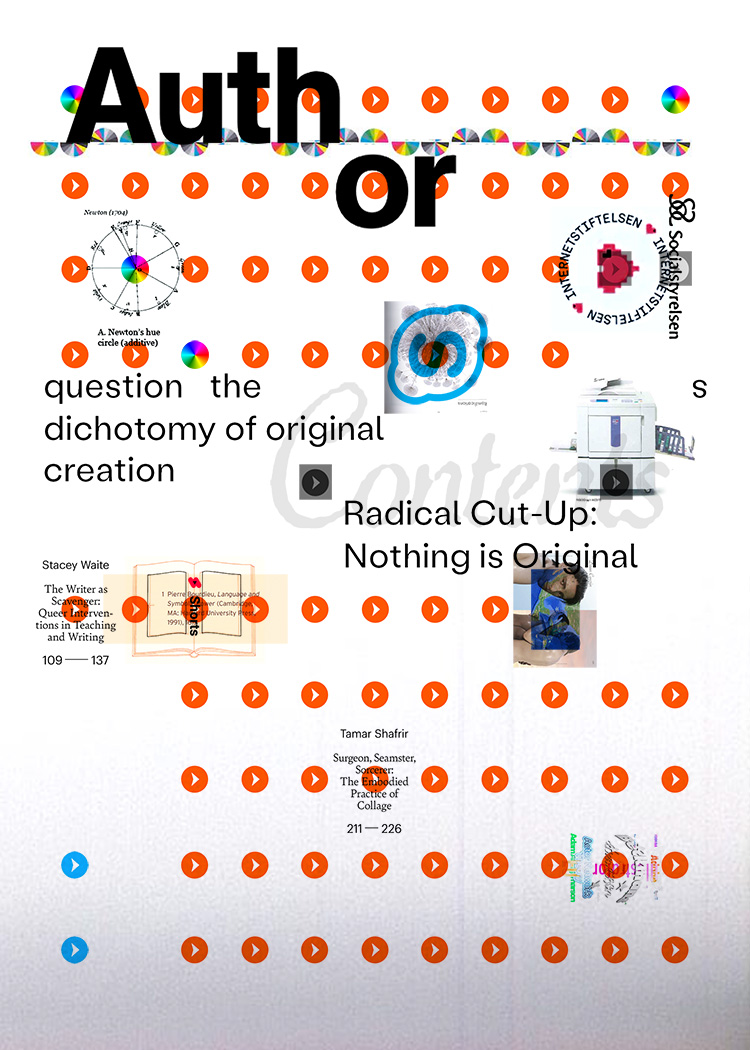 Auth
or
Newton (1704)
A. Newton's hue
circle (additive)
INTERNETSTIFTELSEN
INTERNETSTIFTELSEN
Socialstyrelsen
question the
s
dichotomy of original
creation
Contents
Radical Cut-Up:
Nothing is Original
Stacey Waite
The Writer as
Scavenger:
Queer Interven-
tions in Teaching
and Writing
109 — 137
1 Pierre Bourdieu, Language and
Symbolic Power (Cambridge,
MA: Harvard University Press,
1991),
Shorts
Tamar Shafrir
Surgeon, Seamster,
Sorcerer:
The Embodied
Practice of
Collage
211 — 226